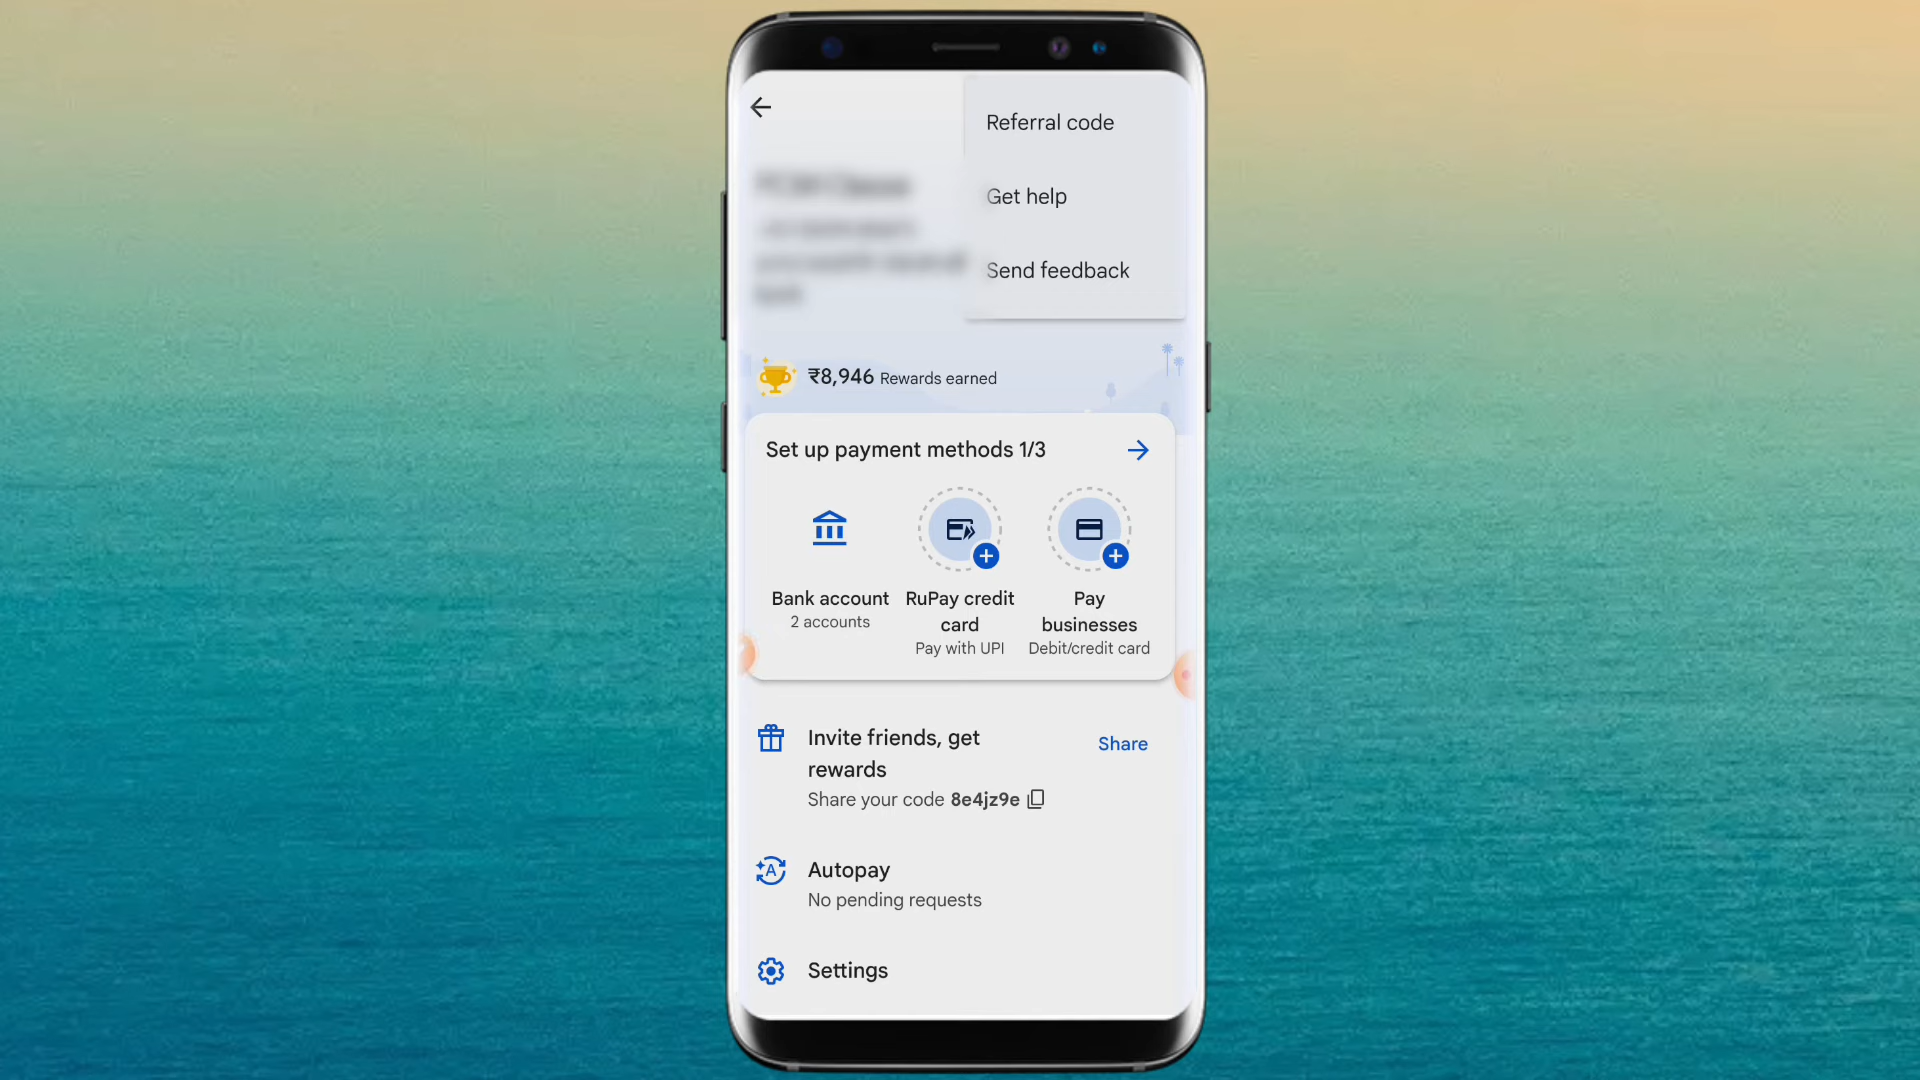 Referral code
Get help
Send feedback
₹8,946 Rewards earned
Set up payment methods 1/3
Bank account
2 accounts
RuPay credit
card
Pay with UPI
Pay
businesses
Debit/credit card
Invite friends, get
rewards
Share
Share your code 8e4jz9e
Autopay
No pending requests
Settings